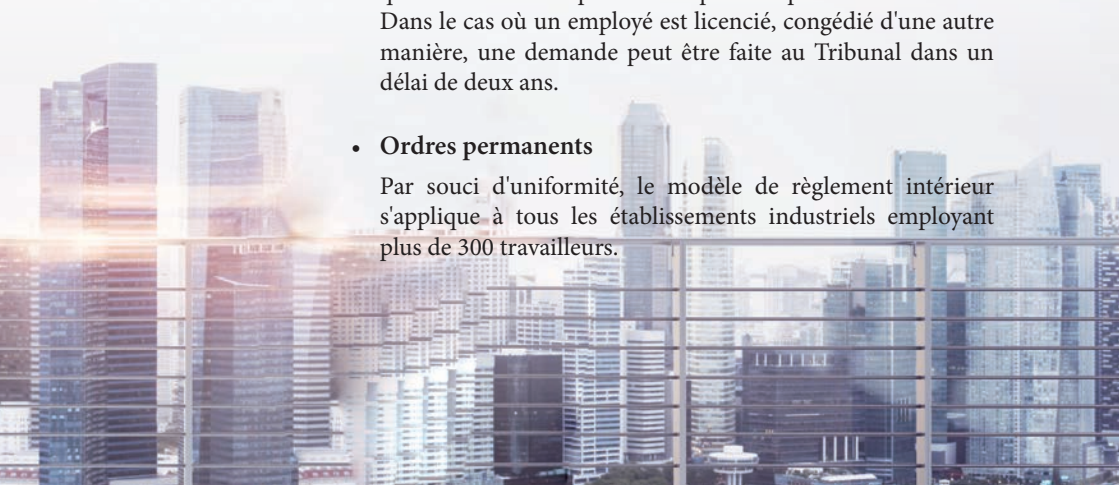 Dans le cas où un employé est licencié, congédié d'une autre
manière, une demande peut être faite au Tribunal dans un
délai de deux ans.
• Ordres permanents
Par souci d'uniformité, le modèle de règlement intérieur
s'applique à tous les établissements industriels employant
plus de 300 travailleurs.